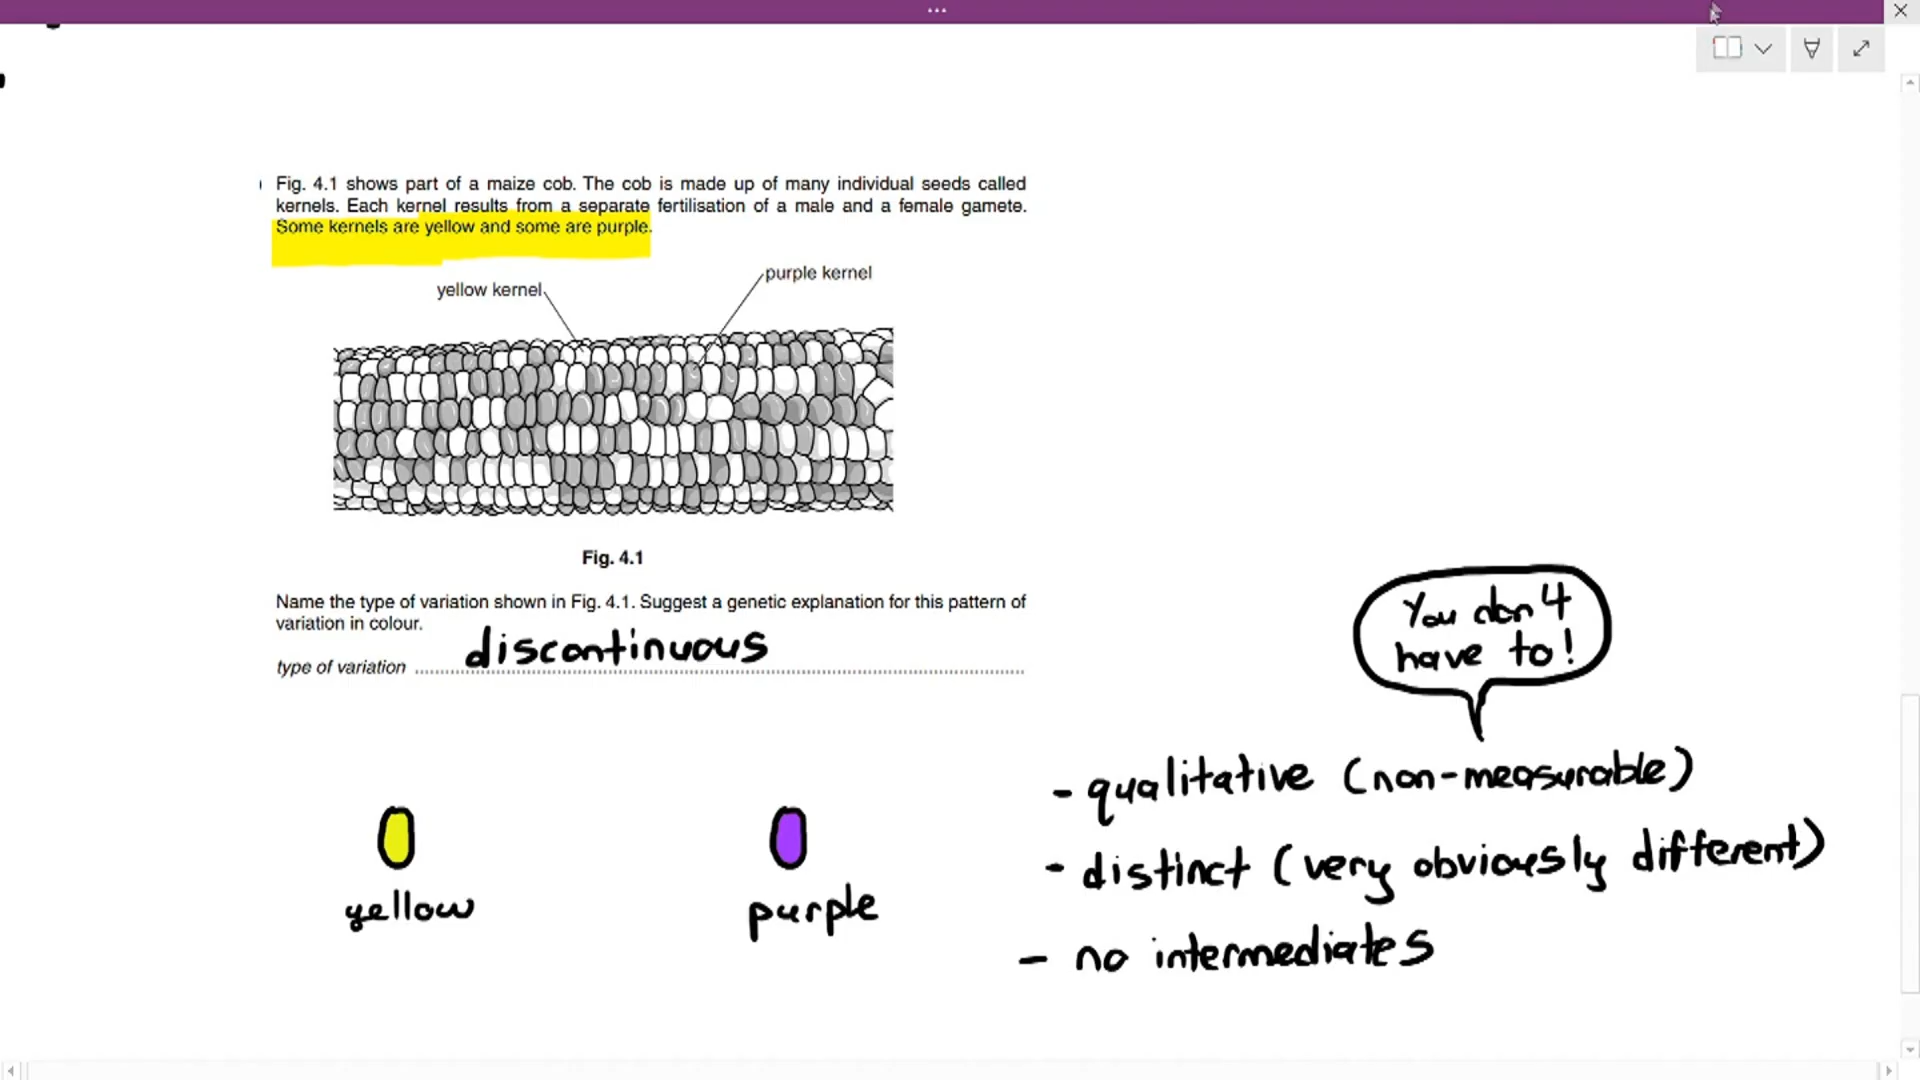 Fig. 4.1 shows part of a maize cob. The cob is made up of many individual seeds called
kernels. Each kernel results from a separate fertilisation of a male and a female gamete.
Some kernels are yellow and some are purple.
yellow kernel
purple kernel
Fig. 4.1
Name the type of variation shown in Fig. 4.1. Suggest a genetic explanation for this pattern of
variation in colour.
type of variation discontinuous
You don4
have to!
- qualitative (non-measurable)
- distinct (very obviously different)
- no intermediates
yellow
purple